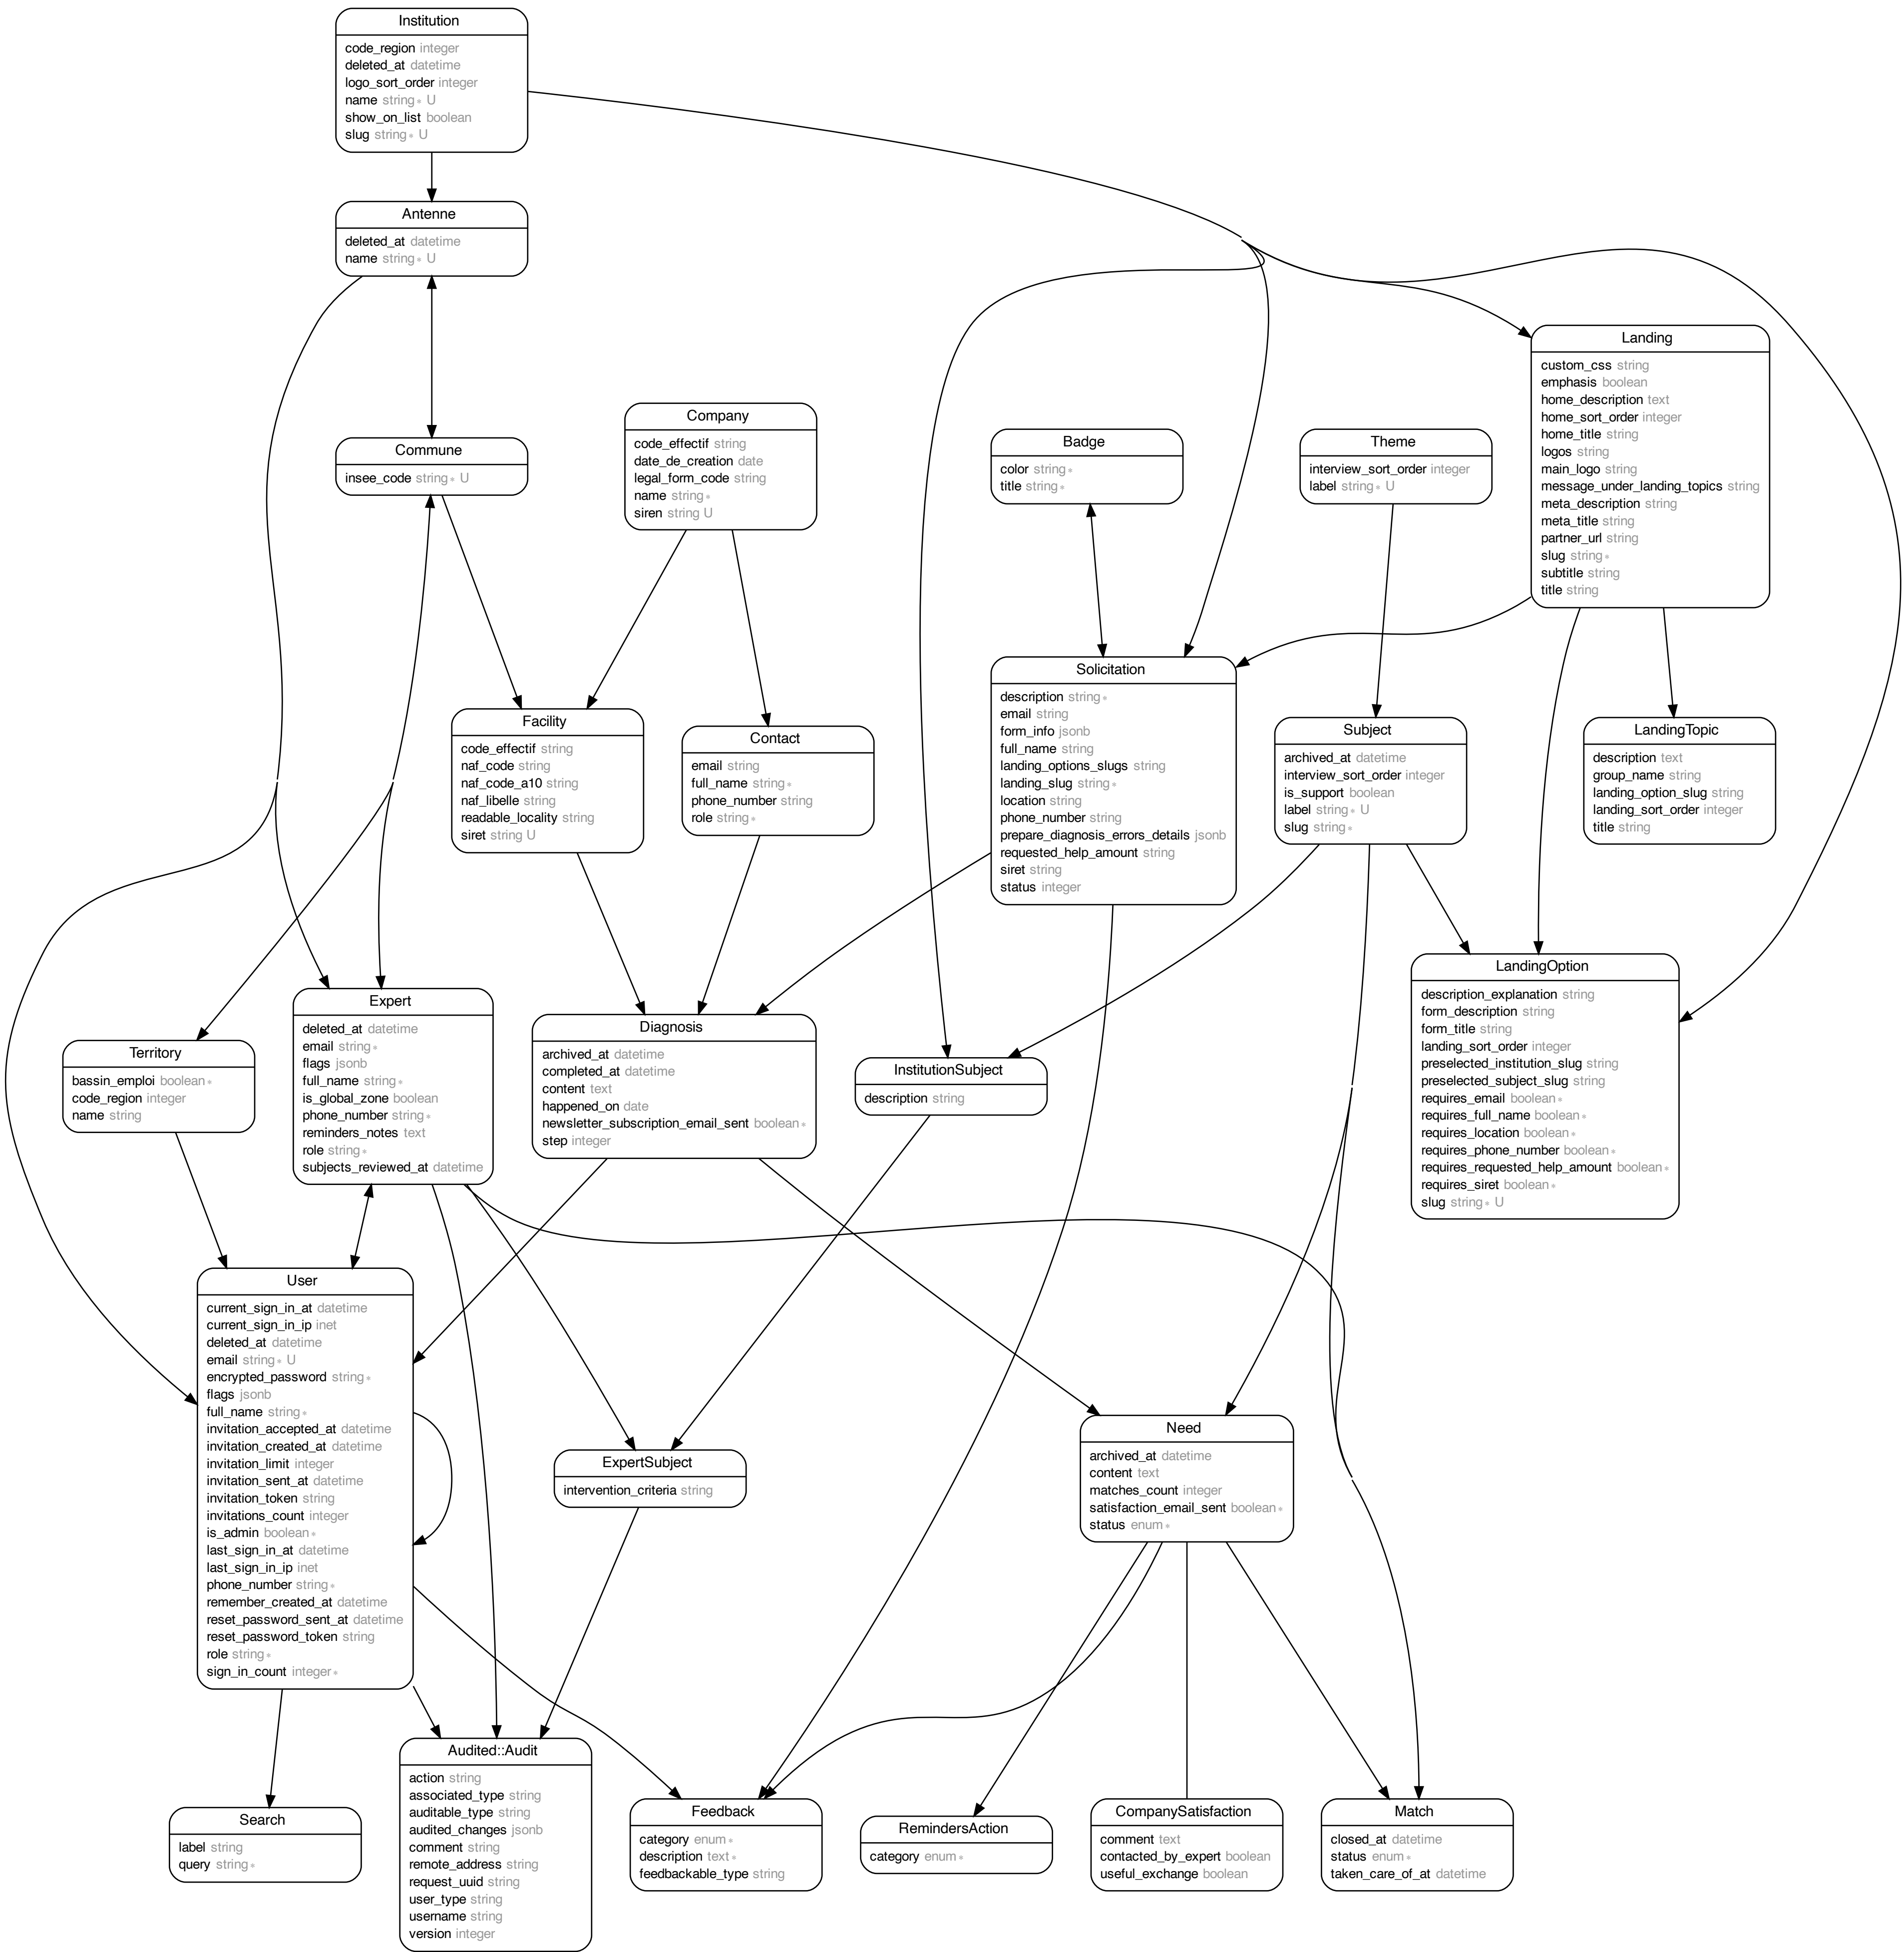 Institution
code_region integer
deleted_at datetime
logo_sort_order integer
name string* U
show_on_list boolean
slug string* U
Antenne
deleted_at datetime
name string* U
Landing
custom_css string
emphasis boolean
home_description text
home_sort_order integer
home_title string
logos string
main_logo string
message_under_landing_topics string
meta_description string
meta_title string
partner_url string
slug string*
subtitle string
title string
Company
code_effectif string
date_de_creation date
legal_form_code string
name string*
siren string U
Badge
color string*
title string*
Theme
interview_sort_order integer
label string* U
Commune
insee_code string* U
Solicitation
description string*
email string
form_info jsonb
full_name string
landing_options_slugs string
landing_slug string*
location string
phone_number string
prepare_diagnosis_errors_details jsonb
requested_help_amount string
siret string
status integer
Facility
code_effectif string
naf_code string
naf_code_a10 string
naf_libelle string
readable_locality string
siret string U
Contact
email string
full_name string*
phone_number string
role string*
Subject
archived_at datetime
interview_sort_order integer
is_support boolean
label string* U
slug string*
LandingTopic
description text
group_name string
landing_option_slug string
landing_sort_order integer
title string
LandingOption
description_explanation string
form_description string
form_title string
landing_sort_order integer
preselected_institution_slug string
preselected_subject_slug string
requires_email boolean*
requires_full_name boolean*
requires_location boolean*
requires_phone_number boolean*
requires_requested_help_amount boolean*
requires_siret boolean*
slug string* U
Expert
deleted_at datetime
email string*
flags jsonb
full_name string*
is_global_zone boolean
phone_number string*
reminders_notes text
role string*
subjects_reviewed_at datetime
Diagnosis
archived_at datetime
completed_at datetime
content text
happened_on date
newsletter_subscription_email_sent boolean*
step integer
Territory
bassin_emploi boolean*
code_region integer
name string
InstitutionSubject
description string
User
current_sign_in_at datetime
current_sign_in_ip inet
deleted_at datetime
email string* U
encrypted_password string*
flags jsonb
full_name string*
invitation_accepted_at datetime
invitation_created_at datetime
invitation_limit integer
invitation_sent_at datetime
invitation_token string
invitations_count integer
is_admin boolean*
last_sign_in_at datetime
last_sign_in_ip inet
phone_number string*
remember_created_at datetime
reset_password_sent_at datetime
reset_password_token string
role string*
sign_in_count integer*
Need
archived_at datetime
content text
matches_count integer
satisfaction_email_sent boolean*
status enum*
ExpertSubject
intervention_criteria string
Audited::Audit
action string
associated_type string
auditable_type string
audited_changes jsonb
comment string
remote_address string
request_uuid string
user_type string
username string
version integer
Search
label string
query string*
Feedback
category enum*
description text*
feedbackable_type string
RemindersAction
category enum*
CompanySatisfaction
comment text
contacted_by_expert boolean
useful_exchange boolean
Match
closed_at datetime
status enum*
taken_care_of_at datetime